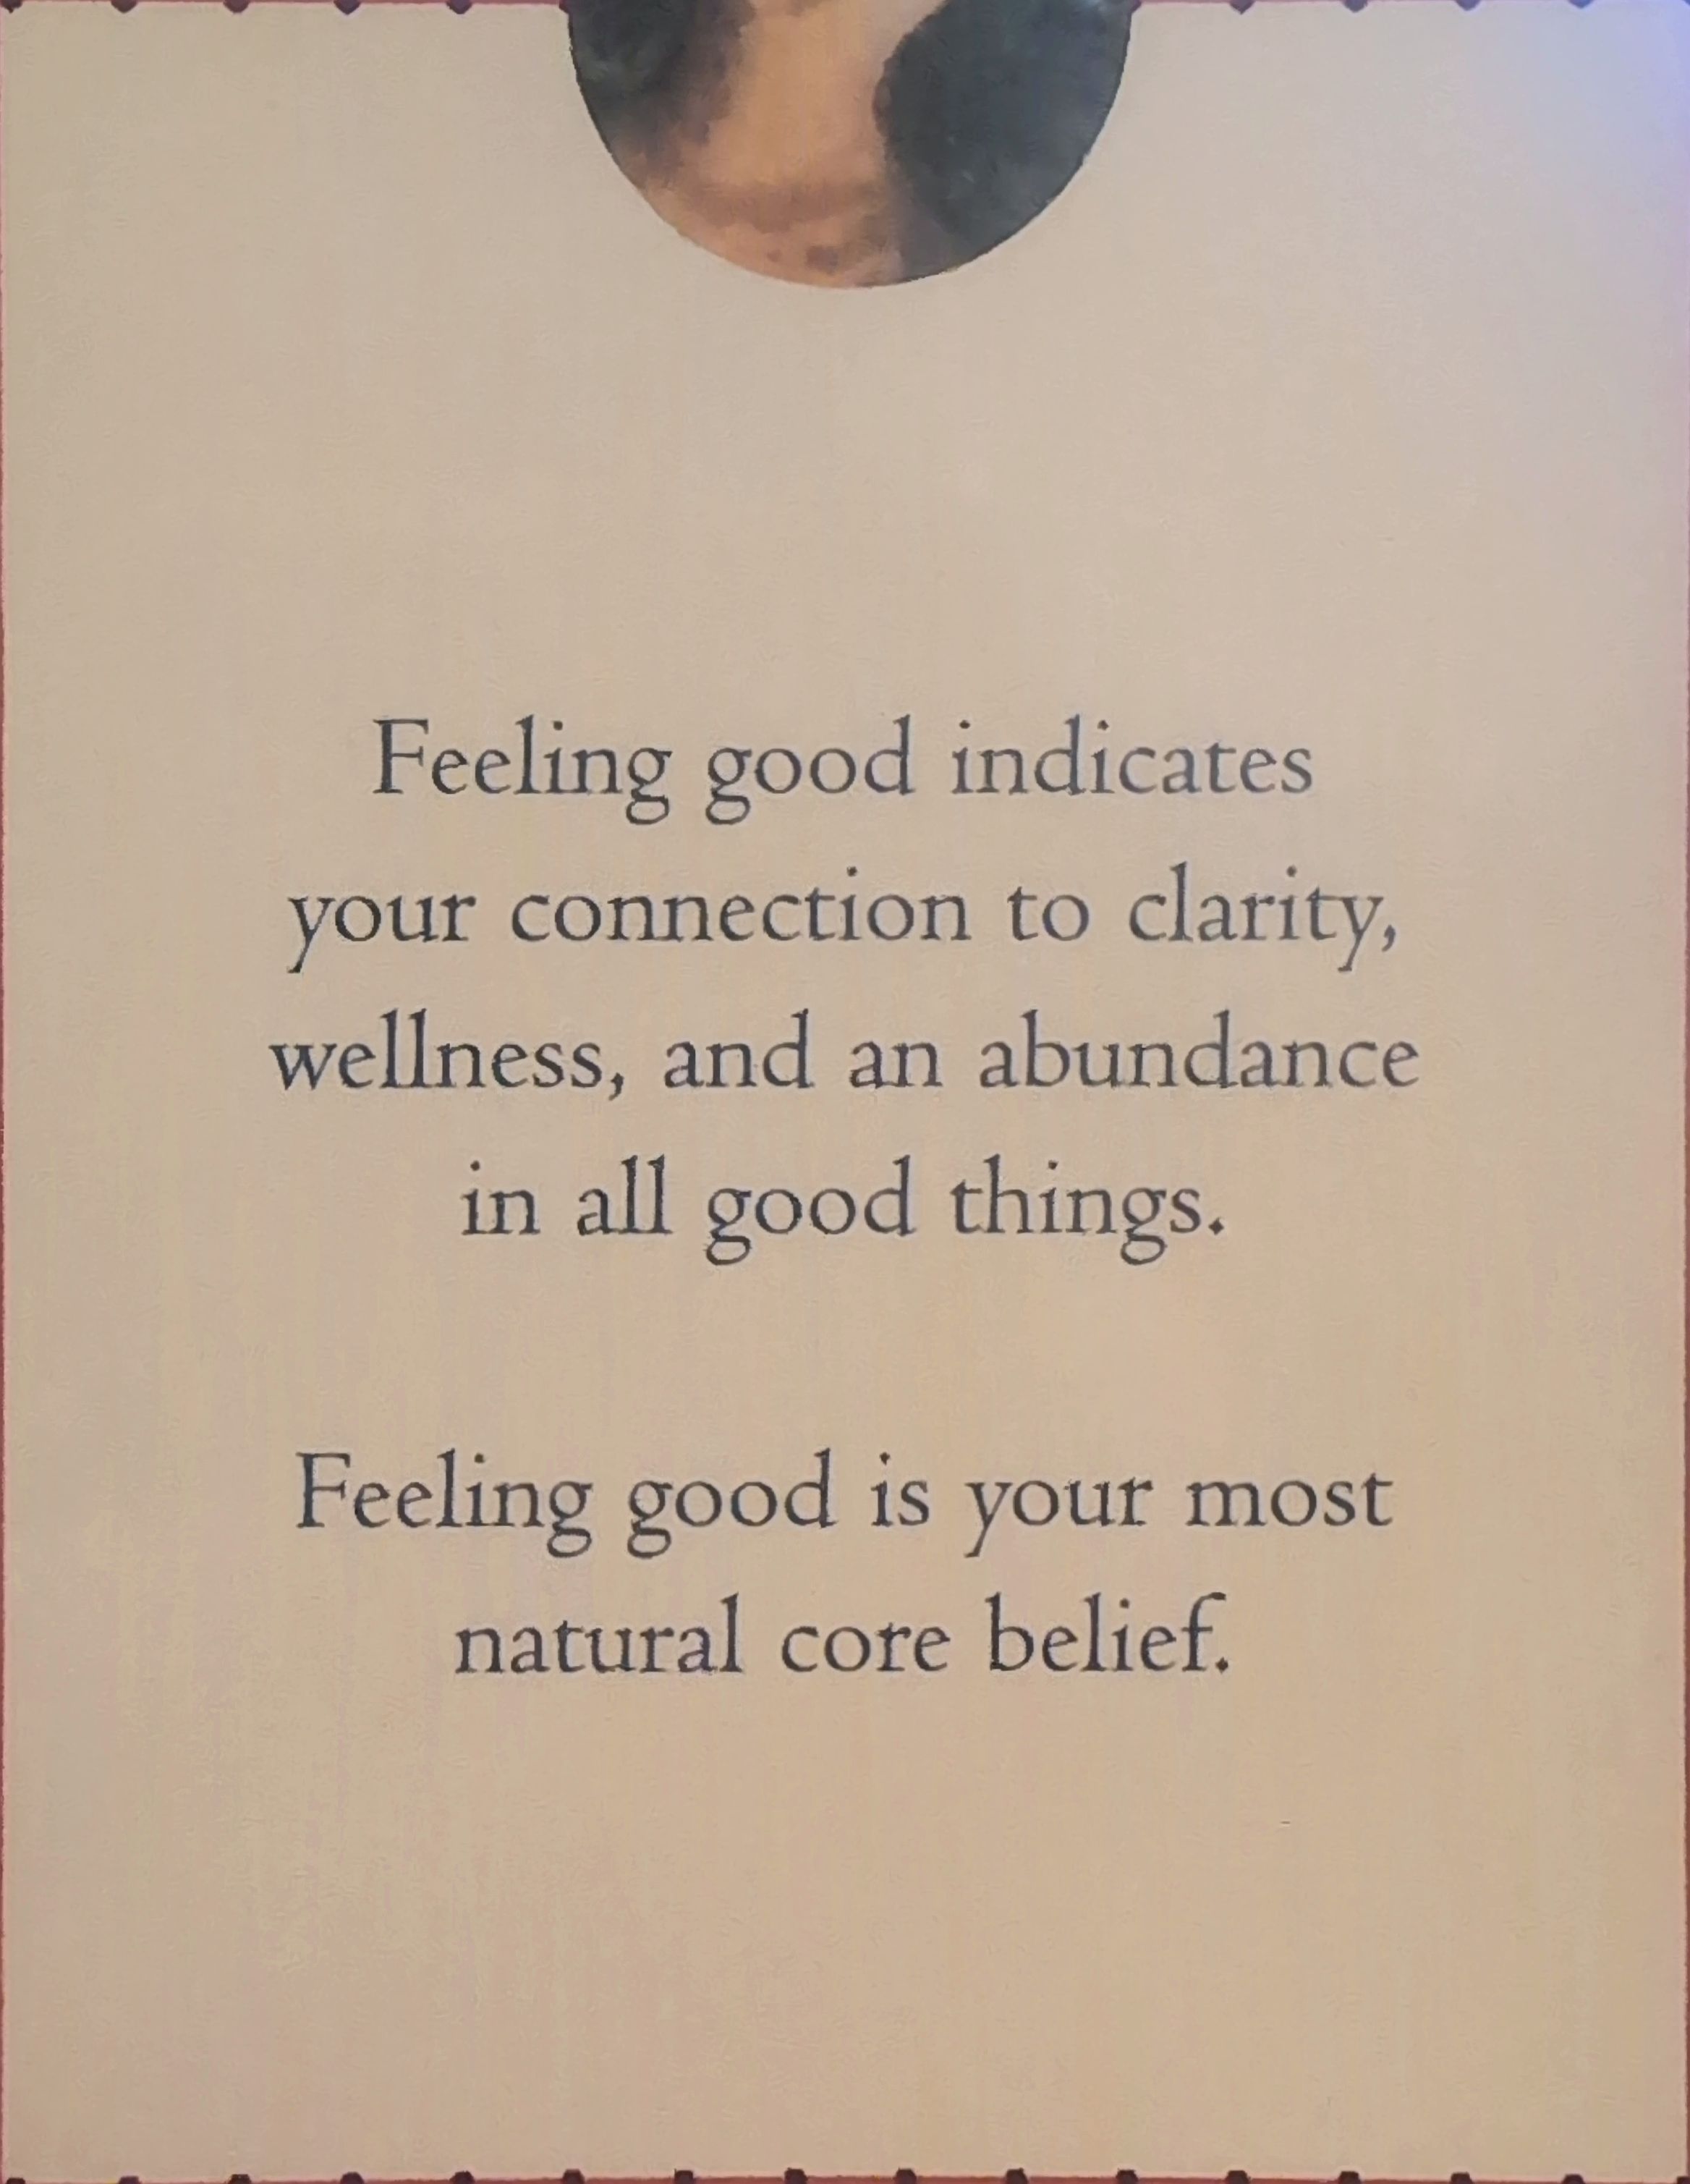 Feeling good indicates
your connection to clarity,
wellness, and an abundance
in all good things.
Feeling good is your most
natural core belief.